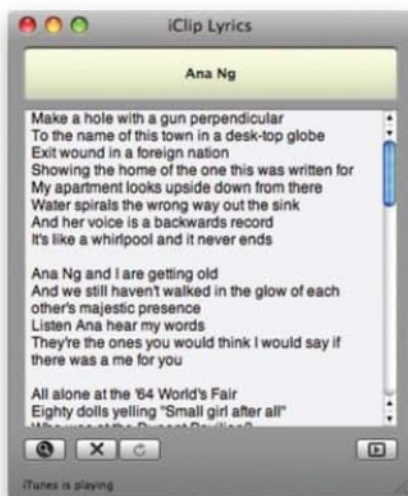 iClip Lyrics
Ana Ng
Make a hole with a gun perpendicular
To the name of this town in a desk-top globe
Exit wound in a foreign nation
Showing the home of the one this was written for
My apartment looks upside down from there
Water spirals the wrong way out the sink
And her voice is a backwards record
It's like a whirlpool and it never ends
Ana Ng and I are getting old
And we still haven't walked in the glow of each
other's majestic presence
Listen Ana hear my words
They're the ones you would think I would say if
there was a me for you
All alone at the '64 World's Fair
Eighty dolls yelling "Small girl after all"
Who was at the Dupont Pavilion?
iTunes is playing